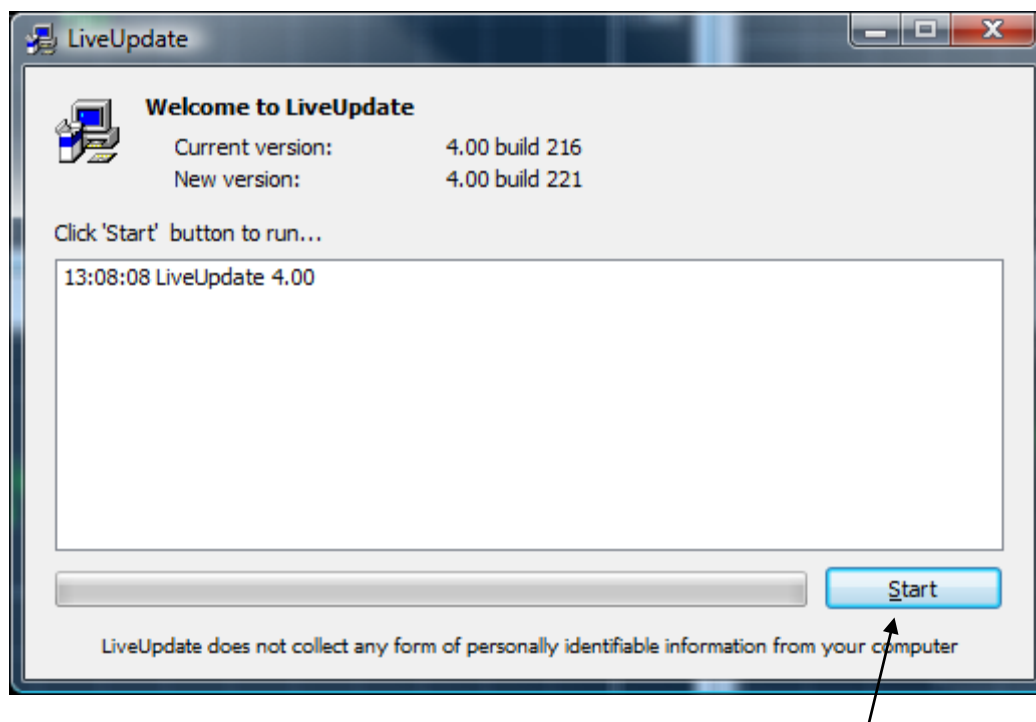 LiveUpdate
Welcome to LiveUpdate
Current version: 4.00 build 216
New version: 4.00 build 221
Click 'Start' button to run...
13:08:08 LiveUpdate 4.00
Start
LiveUpdate does not collect any form of personally identifiable information from your computer